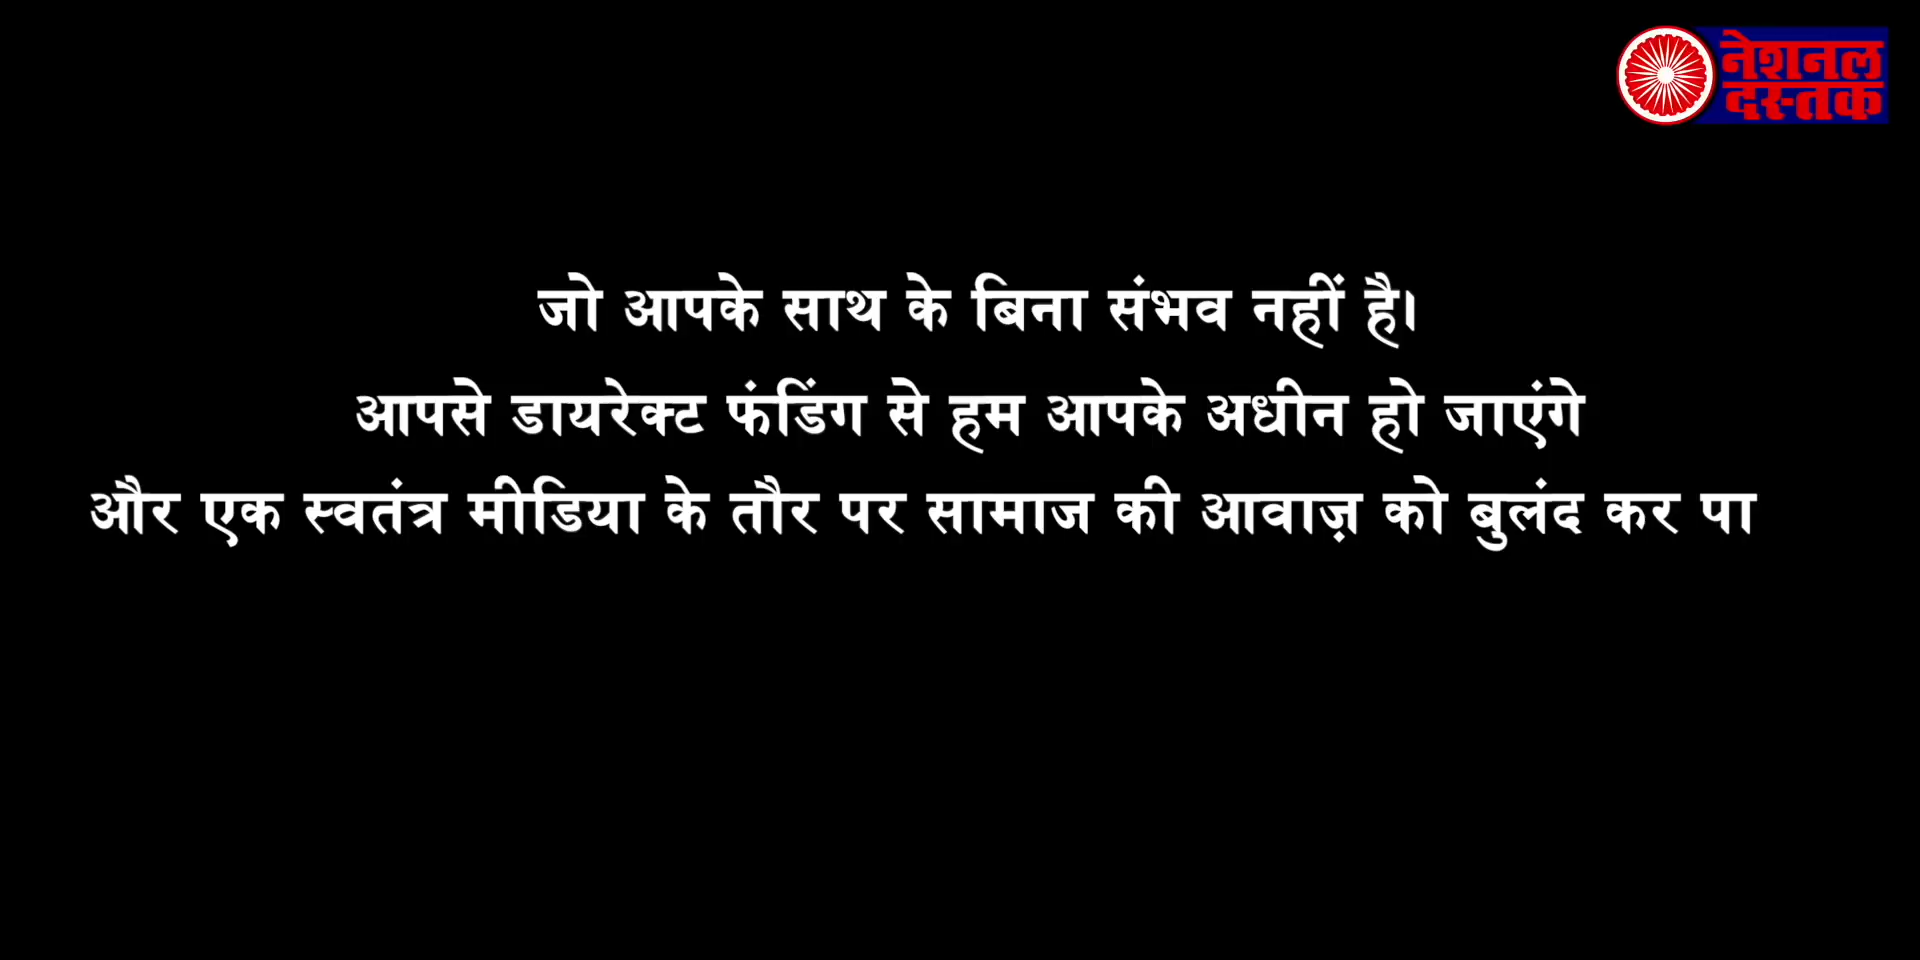 नेशनल
दस्तक
जो आपके साथ के बिना संभव नहीं है।
आपसे डायरेक्ट फंडिंग से हम आपके अधीन हो जाएंगे
और एक स्वतंत्र मीडिया के तौर पर सामाज की आवाज़ को बुलंद कर पा